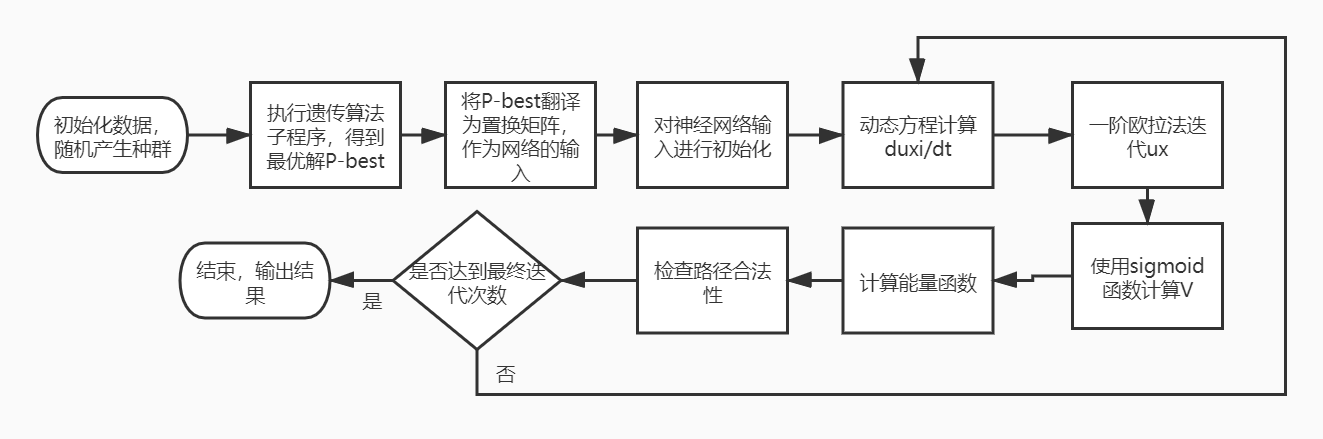 初始化数据，
随机产生种群
执行遗传算法
子程序，得到
最优解P-best
将P-best翻译
为置换矩阵，
作为网络的输
入
对神经网络输
入进行初始化
动态方程计算
duxi/dt
一阶欧拉法迭
代ux
使用sigmoid
函数计算V
计算能量函数
检查路径合法
性
是否达到最终迭
代次数
是
结束，输出结
果
否